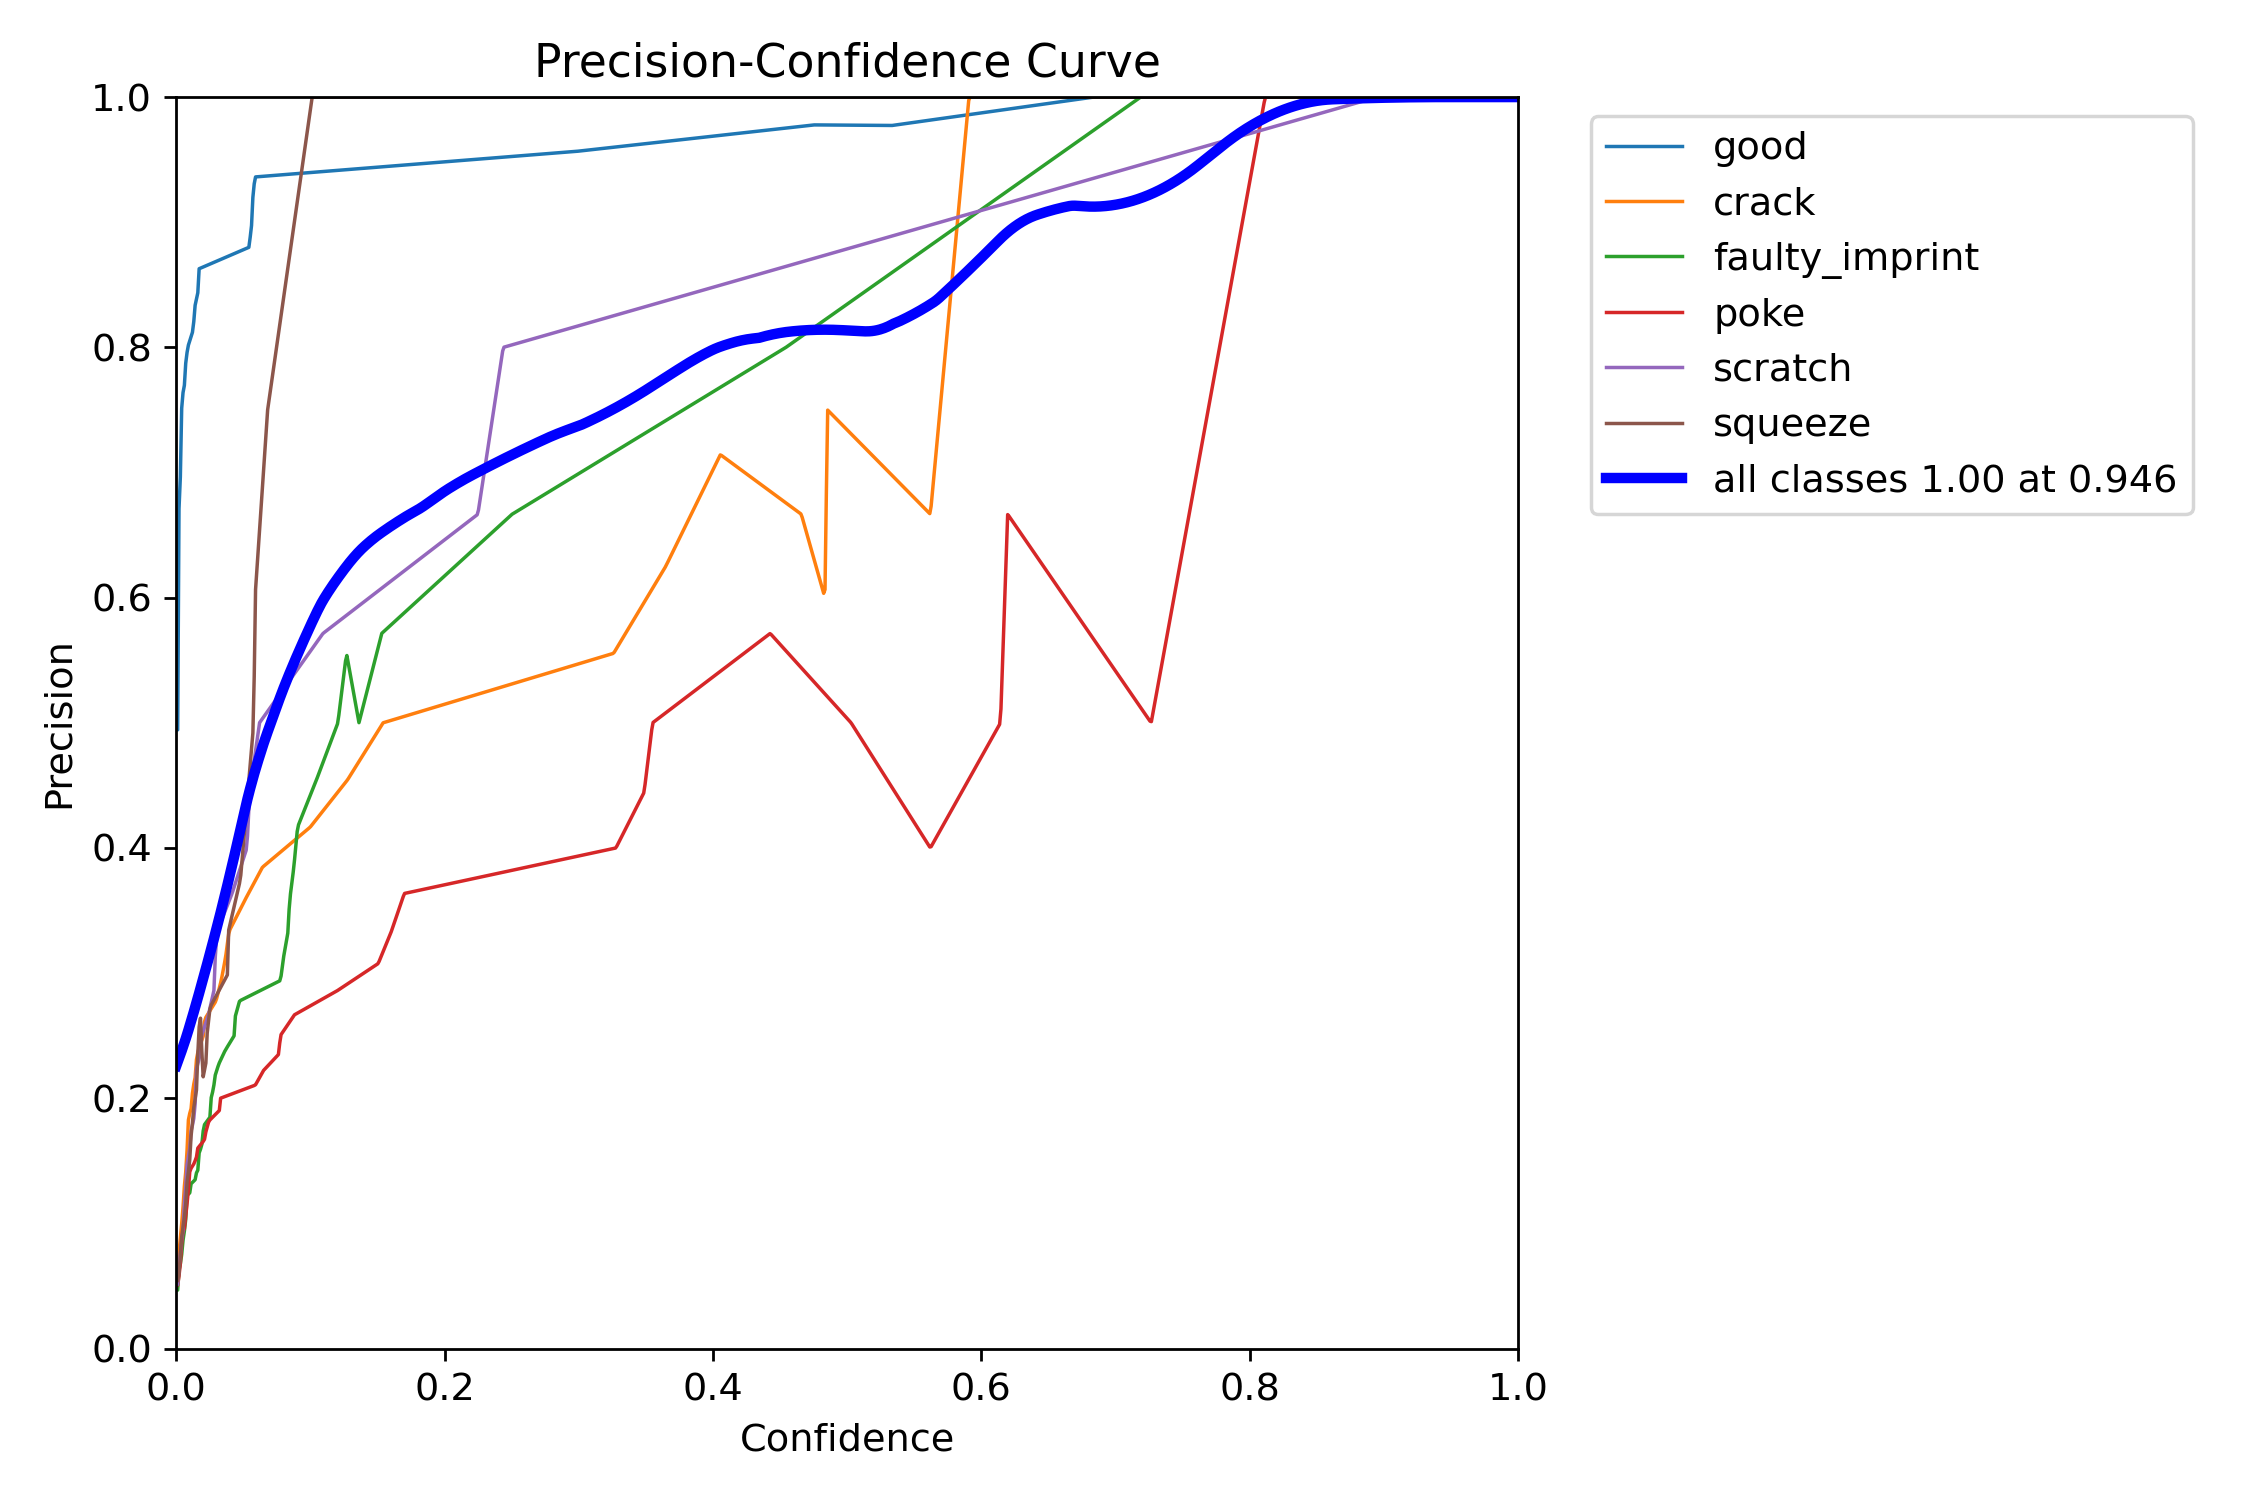 Precision-Confidence Curve
1.0
0.8
0.6
0.4
0.2
0.0
Precision
0.0 0.2 0.4 0.6 0.8 1.0
Confidence
good
crack
faulty_imprint
poke
scratch
squeeze
all classes 1.00 at 0.946